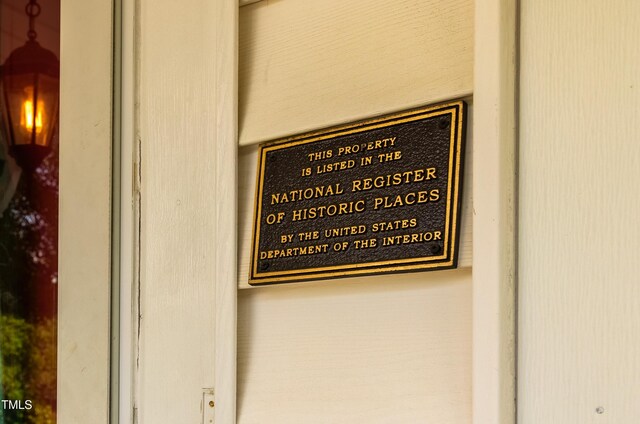 THIS PROPERTY
IS LISTED IN THE
NATIONAL REGISTER
OF HISTORIC PLACES
BY THE UNITED STATES
DEPARTMENT OF THE INTERIOR
TMLS